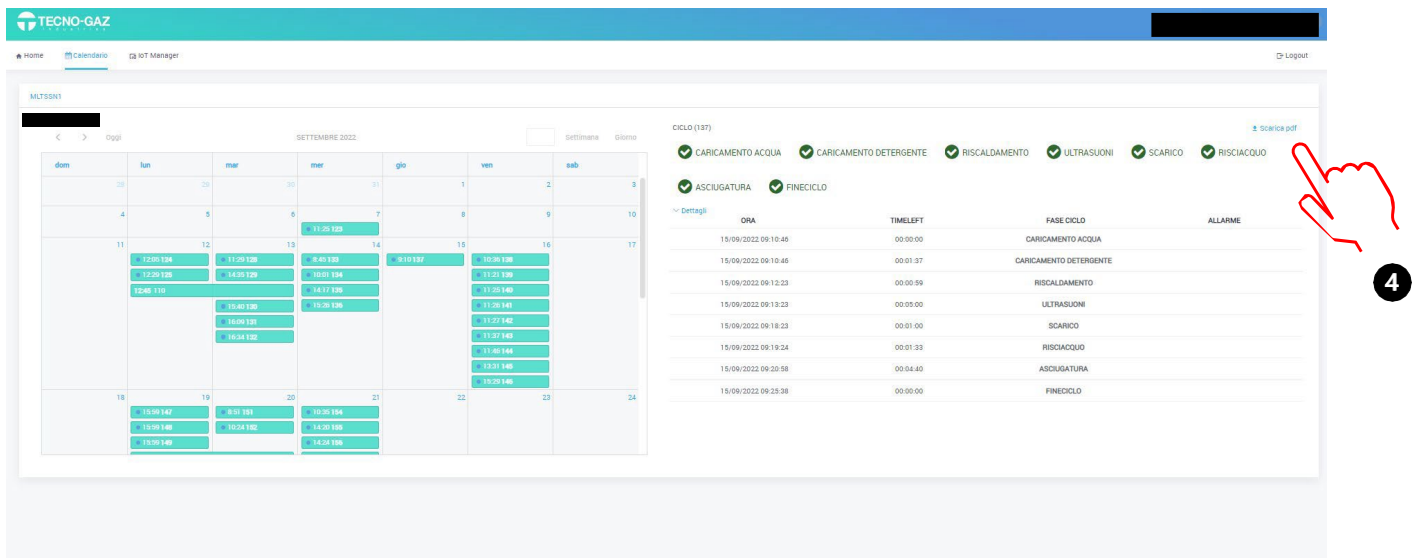 TECNO-GAZ
industries
Home Calendario IoT Manager Logout
MLTSSN1
Oggi SETTEMBRE 2022 Settimana Giorno
dom lun mar mer gio ven sab
28 29 30 31 1 2 3
4 5 6 7 8 9 10
11:25 123
11 12 13 14 15 16 17
12:05 124 11:29 128 8:45 133 9:10 137 10:36 138
12:29 125 14:35 129 10:01 134 11:21 139
12:45 110 14:17 135 11:25 140
15:40 130 15:35 136 11:26 141
16:09 131 11:27 142
16:34 132 11:37 143
11:46 144
13:31 145
15:29 146
18 19 20 21 22 23 24
15:59 147 8:51 151 10:35 154
15:59 148 10:24 152 14:20 155
15:59 149 14:24 156
CICLO (137) Scarica pdf
CARICAMENTO ACQUA CARICAMENTO DETERGENTE RISCALDAMENTO ULTRASUONI SCARICO RISCIACQUO
ASCIUGATURA FINECICLO
Dettagli
ORA TIMELEFT FASE CICLO ALLARME
15/09/2022 09:10:46 00:00:00 CARICAMENTO ACQUA
15/09/2022 09:10:46 00:01:37 CARICAMENTO DETERGENTE
15/09/2022 09:12:23 00:00:59 RISCALDAMENTO
15/09/2022 09:13:23 00:05:00 ULTRASUONI
15/09/2022 09:18:23 00:01:00 SCARICO
15/09/2022 09:19:24 00:01:33 RISCIACQUO
15/09/2022 09:20:58 00:04:40 ASCIUGATURA
15/09/2022 09:25:38 00:00:00 FINECICLO
4